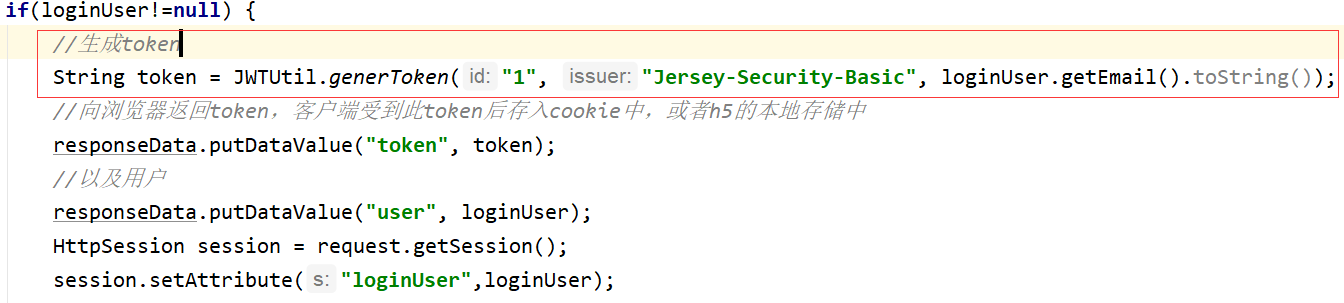 if(loginUser!=null) {
//生成token
String token = JWTUtil.generToken( id: "1", issuer: "Jersey-Security-Basic", loginUser.getEmail().toString());
//向浏览器返回token，客户端受到此token后存入cookie中，或者h5的本地存储中
responseData.putDataValue("token", token);
//以及用户
responseData.putDataValue("user", loginUser);
HttpSession session = request.getSession();
session.setAttribute( s: "loginUser",loginUser);